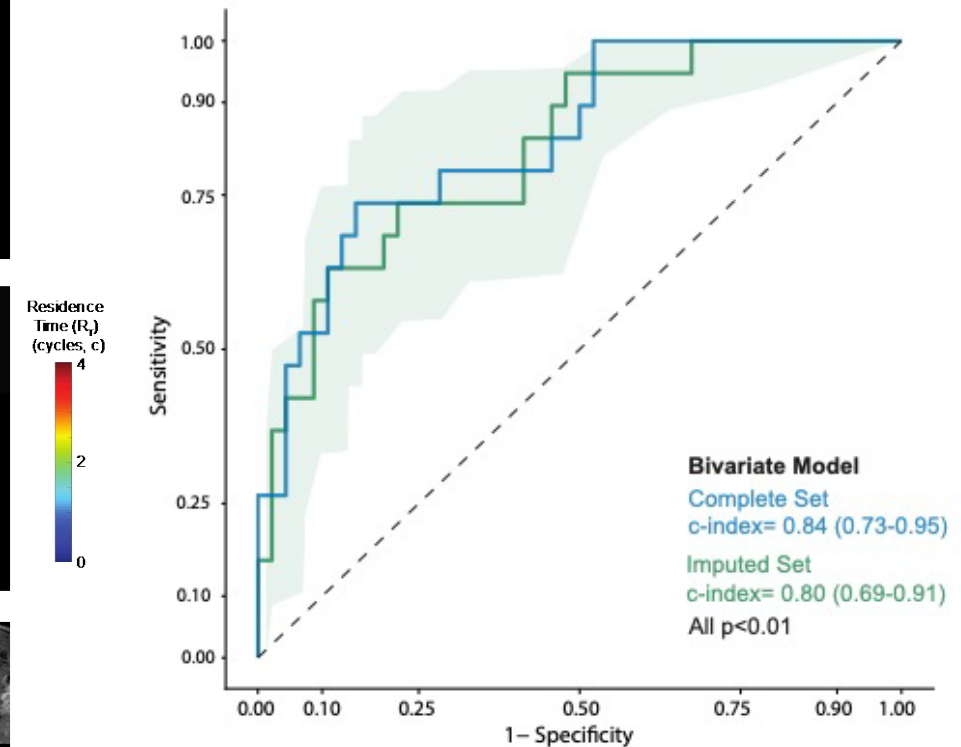 Residence
Time (R_T)
(cycles, c)
4
2
0
Sensitivity
1.00
0.90
0.75
0.50
0.25
0.10
0.00
Bivariate Model
Complete Set
c-index= 0.84 (0.73-0.95)
Imputed Set
c-index= 0.80 (0.69-0.91)
All p<0.01
0.00 0.10 0.25 0.50 0.75 0.90 1.00
1– Specificity